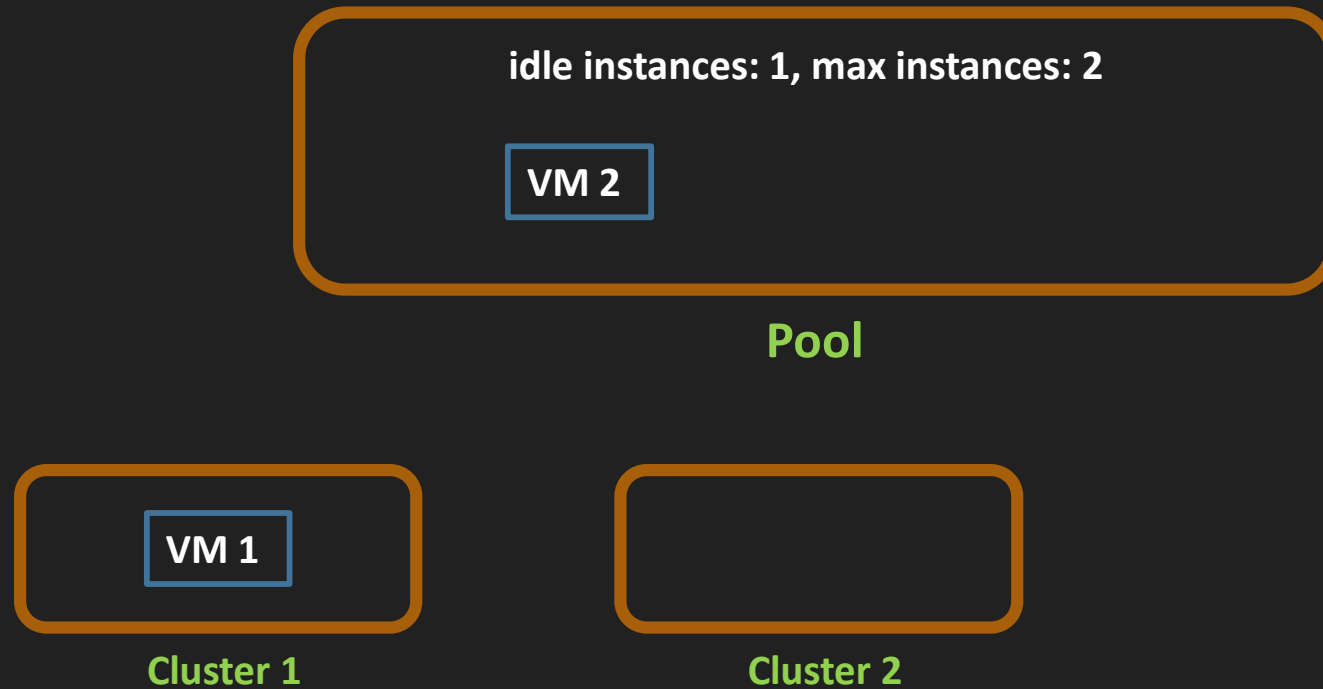 idle instances: 1, max instances: 2
VM 2
Pool
VM 1
Cluster 1
Cluster 2